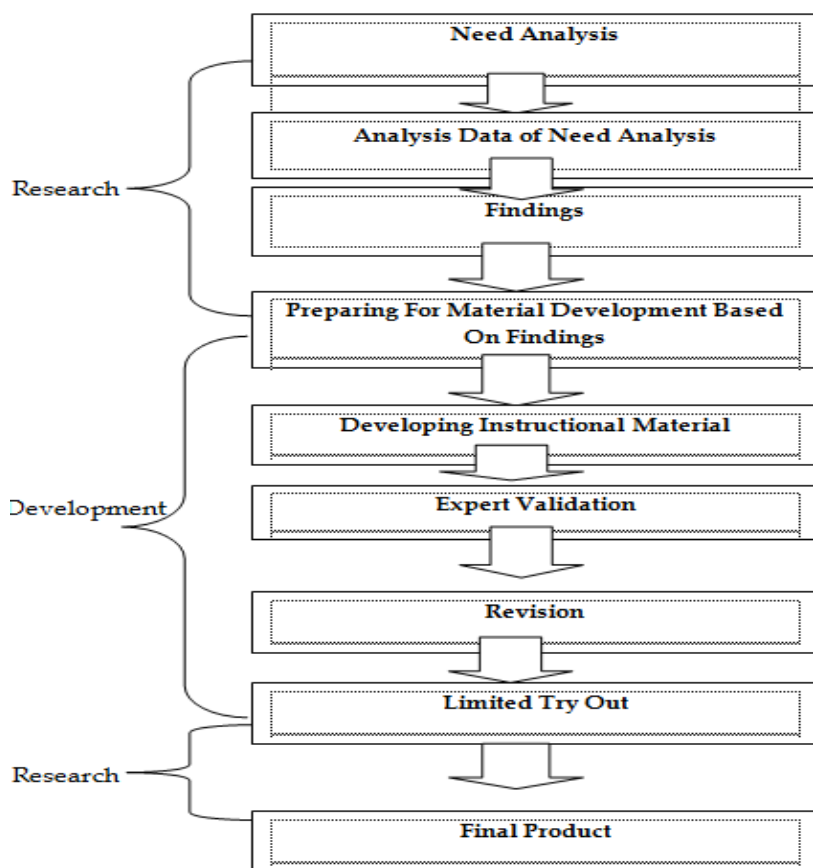 Need Analysis
Analysis Data of Need Analysis
Research
Findings
Preparing For Material Development Based
On Findings
Developing Instructional Material
Development
Expert Validation
Revision
Limited Try Out
Research
Final Product